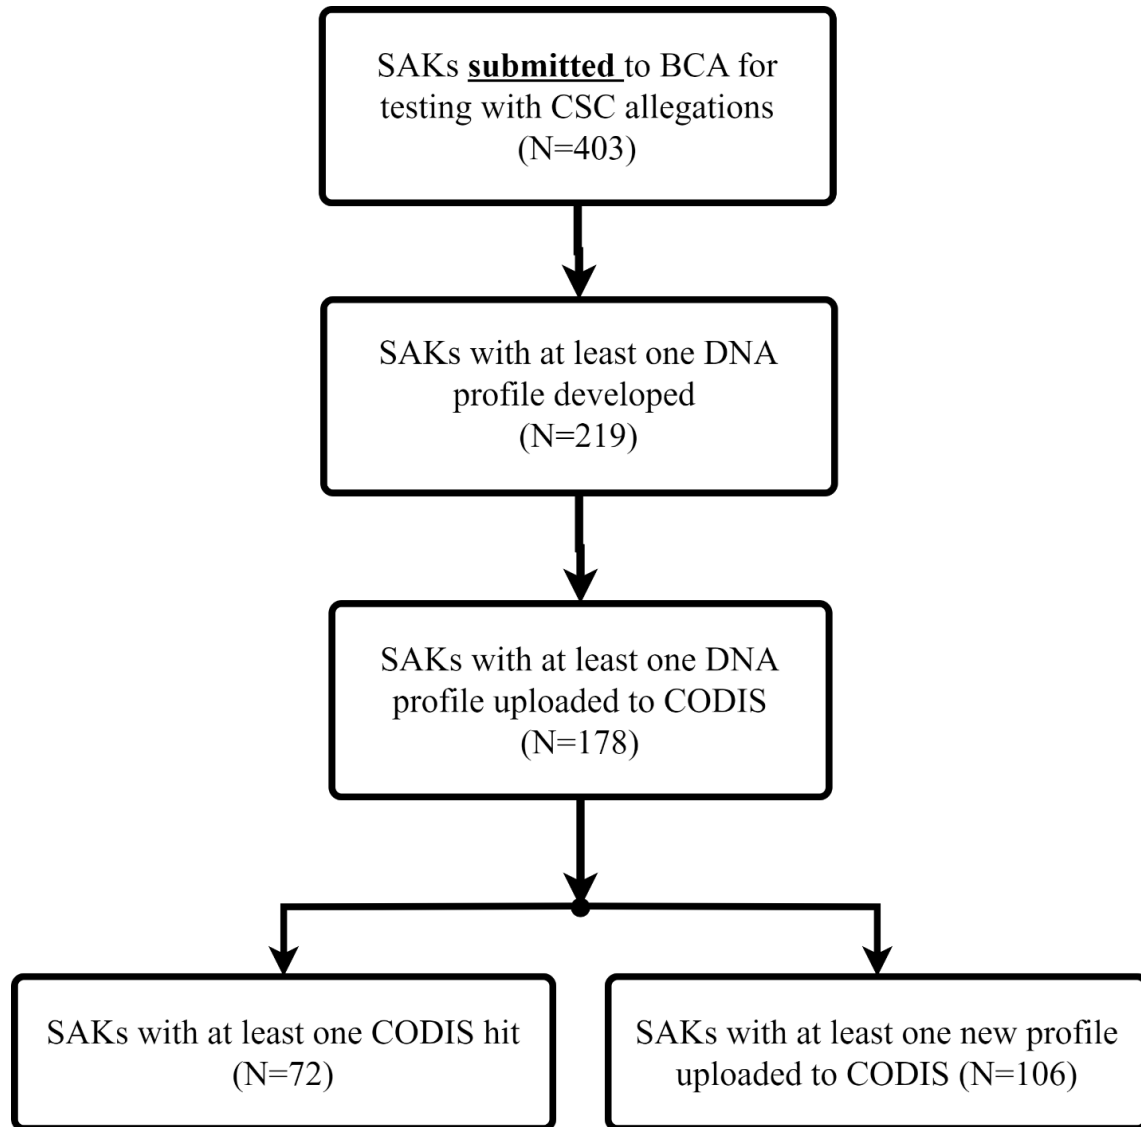 SAKs submitted to BCA for
testing with CSC allegations
(N=403)
SAKs with at least one DNA
profile developed
(N=219)
SAKs with at least one DNA
profile uploaded to CODIS
(N=178)
SAKs with at least one CODIS hit
(N=72)
SAKs with at least one new profile
uploaded to CODIS (N=106)